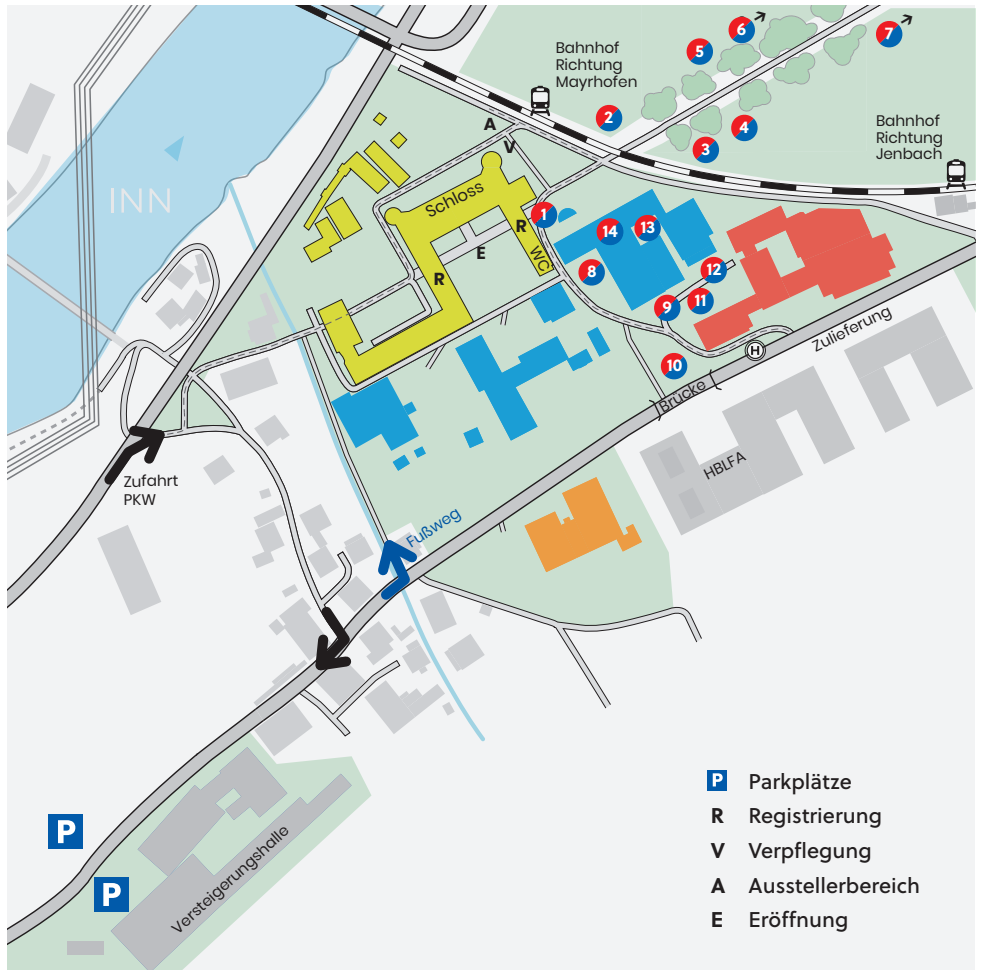 6
7
5
Bahnhof
Richtung
Mayrhofen
2
A
4
Bahnhof
Richtung
Jenbach
V
3
INN
Schloss
1
R
14
13
E
WC
8
12
R
11
9
Zulieferung
H
10
Brücke
HBLFA
Zufahrt
PKW
Fußweg
P
P
Versteigerungshalle
P Parkplätze
R Registrierung
V Verpflegung
A Ausstellerbereich
E Eröffnung